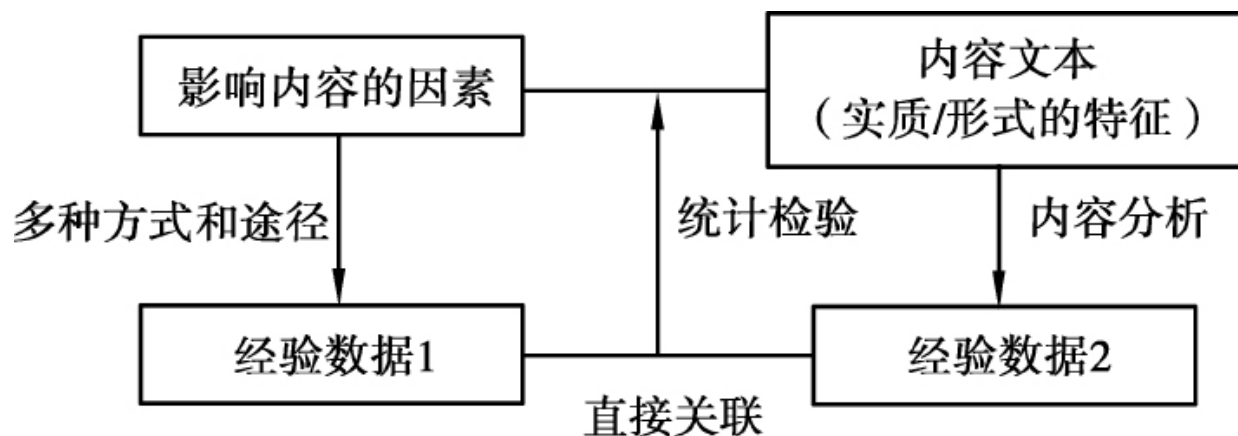 影响内容的因素
内容文本
（实质/形式的特征）
多种方式和途径
统计检验
内容分析
经验数据1
经验数据2
直接关联